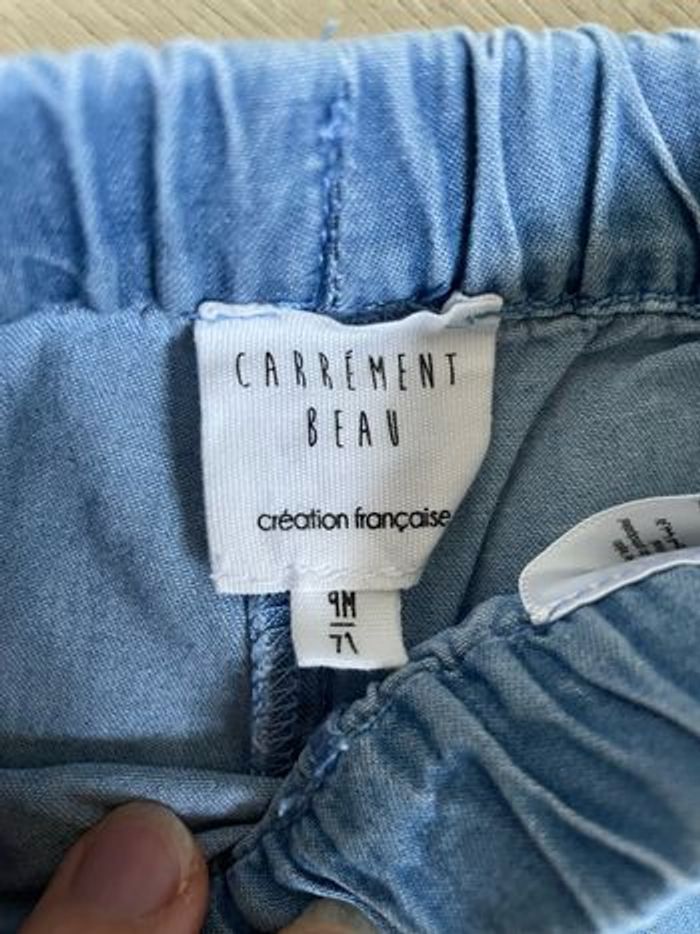 CARRÉMENT
BEAU
création française
9M
71